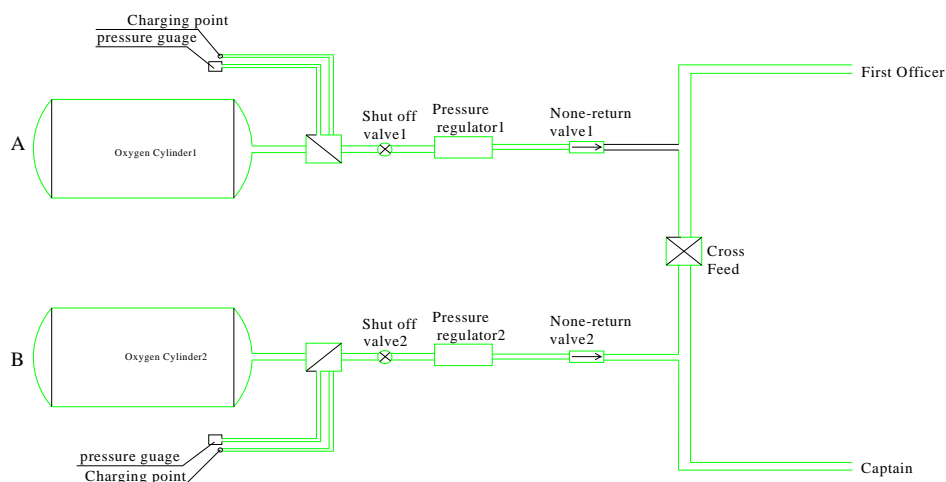 Charging point
pressure guage
First Officer
A
Oxygen Cylinder1
Shut off
valve1
Pressure
regulator1
None-return
valve1
Cross
Feed
B
Oxygen Cylinder2
Shut off
valve2
Pressure
regulator2
None-return
valve2
pressure guage
Charging point
Captain